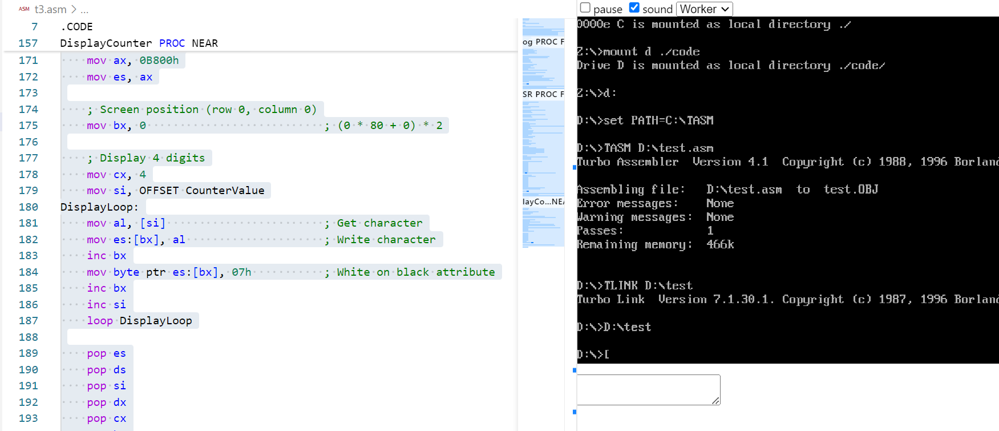 ASM t3.asm > ...
7 .CODE
157 DisplayCounter PROC NEAR
171 mov ax, 0B800h
172 mov es, ax
173
174 ; Screen position (row 0, column 0)
175 mov bx, 0 ; (0 * 80 + 0) * 2
176
177 ; Display 4 digits
178 mov cx, 4
179 mov si, OFFSET CounterValue
180 DisplayLoop:
181 mov al, [si] ; Get character
182 mov es:[bx], al ; Write character
183 inc bx
184 mov byte ptr es:[bx], 07h ; White on black attribute
185 inc bx
186 inc si
187 loop DisplayLoop
188
189 pop es
190 pop ds
191 pop si
192 pop dx
193 pop cx
og PROC F
SR PROC F
layCo...NEA
pause sound Worker
0000e C is mounted as local directory ./
Z:\>mount d ./code
Drive D is mounted as local directory ./code/
Z:\>d:
D:\>set PATH=C:\TASM
D:\>TASM D:\test.asm
Turbo Assembler Version 4.1 Copyright (c) 1988, 1996 Borland
Assembling file: D:\test.asm to test.OBJ
Error messages: None
Warning messages: None
Passes: 1
Remaining memory: 466k
D:\>TLINK D:\test
Turbo Link Version 7.1.30.1. Copyright (c) 1987, 1996 Borland
D:\>D:\test
D:\>[